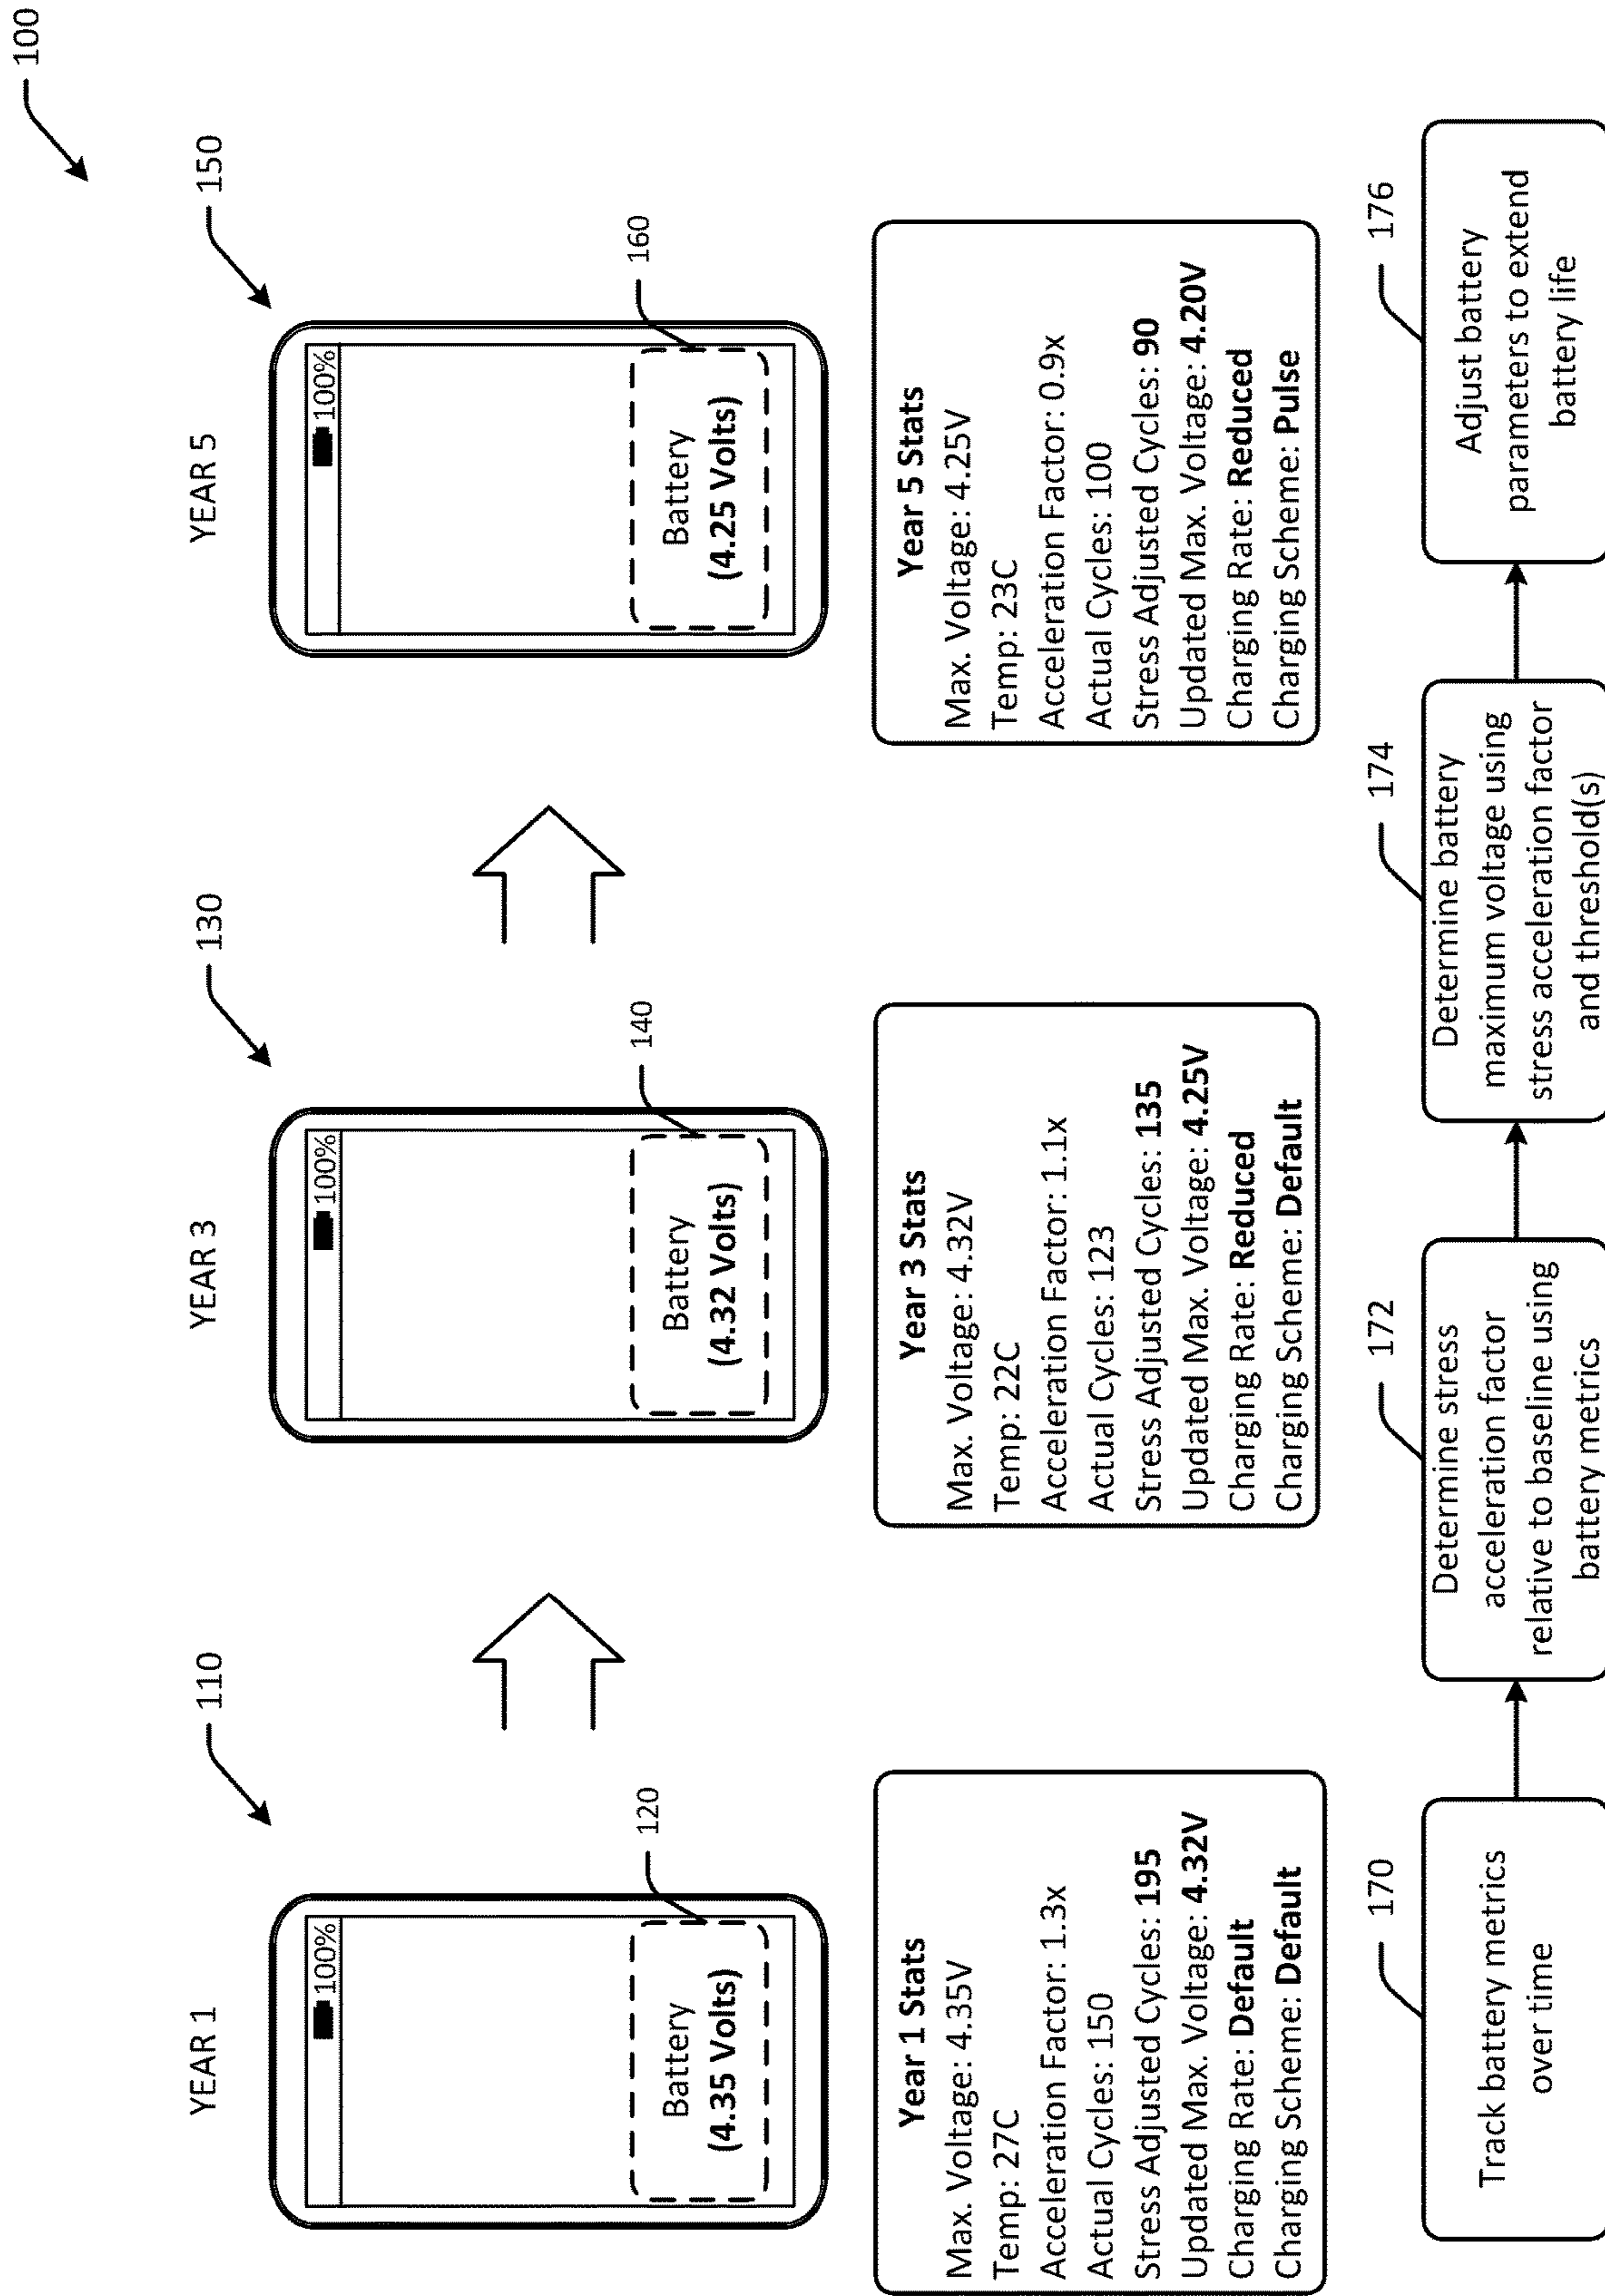 100
YEAR 1
110
100%
Battery
(4.35 Volts)
120
YEAR 3
130
100%
Battery
(4.32 Volts)
140
YEAR 5
150
100%
Battery
(4.25 Volts)
160
Year 1 Stats
Max. Voltage: 4.35V
Temp: 27C
Acceleration Factor: 1.3x
Actual Cycles: 150
Stress Adjusted Cycles: 195
Updated Max. Voltage: 4.32V
Charging Rate: Default
Charging Scheme: Default
Year 3 Stats
Max. Voltage: 4.32V
Temp: 22C
Acceleration Factor: 1.1x
Actual Cycles: 123
Stress Adjusted Cycles: 135
Updated Max. Voltage: 4.25V
Charging Rate: Reduced
Charging Scheme: Default
Year 5 Stats
Max. Voltage: 4.25V
Temp: 23C
Acceleration Factor: 0.9x
Actual Cycles: 100
Stress Adjusted Cycles: 90
Updated Max. Voltage: 4.20V
Charging Rate: Reduced
Charging Scheme: Pulse
170
Track battery metrics
over time
172
Determine stress
acceleration factor
relative to baseline using
battery metrics
174
Determine battery
maximum voltage using
stress acceleration factor
and threshold(s)
176
Adjust battery
parameters to extend
battery life